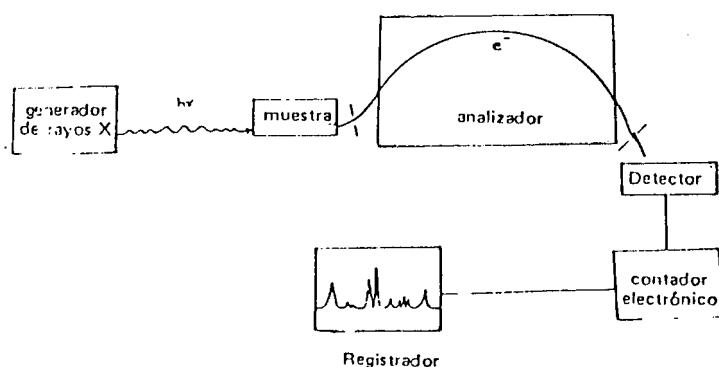 e⁻
hν
generador
de rayos X
muestra
analizador
Detector
contador
electrónico
Registrador